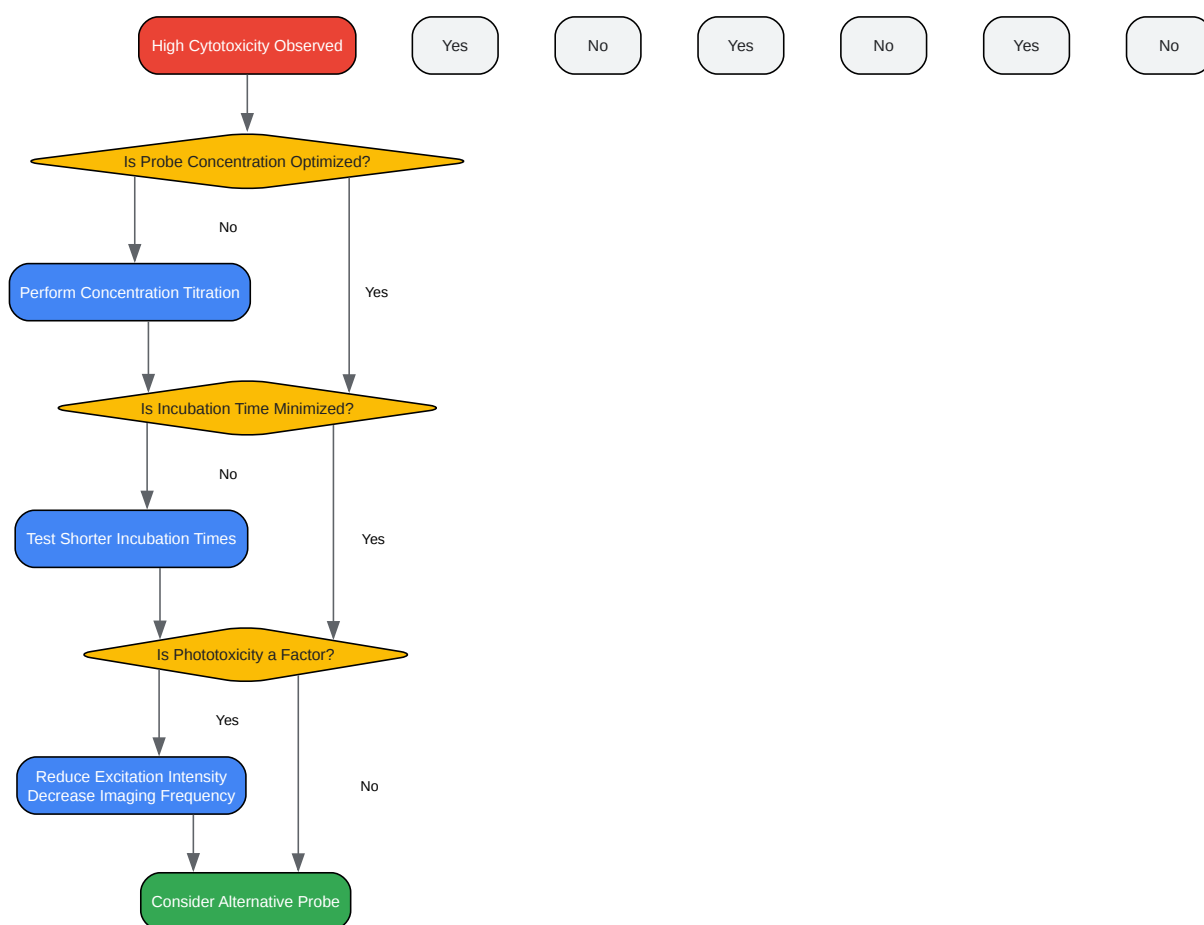 High Cytotoxicity Observed
Yes
No
Yes
No
Yes
No
Is Probe Concentration Optimized?
No
Perform Concentration Titration
Yes
Is Incubation Time Minimized?
No
Test Shorter Incubation Times
Yes
Is Phototoxicity a Factor?
Yes
Reduce Excitation Intensity
Decrease Imaging Frequency
No
Consider Alternative Probe